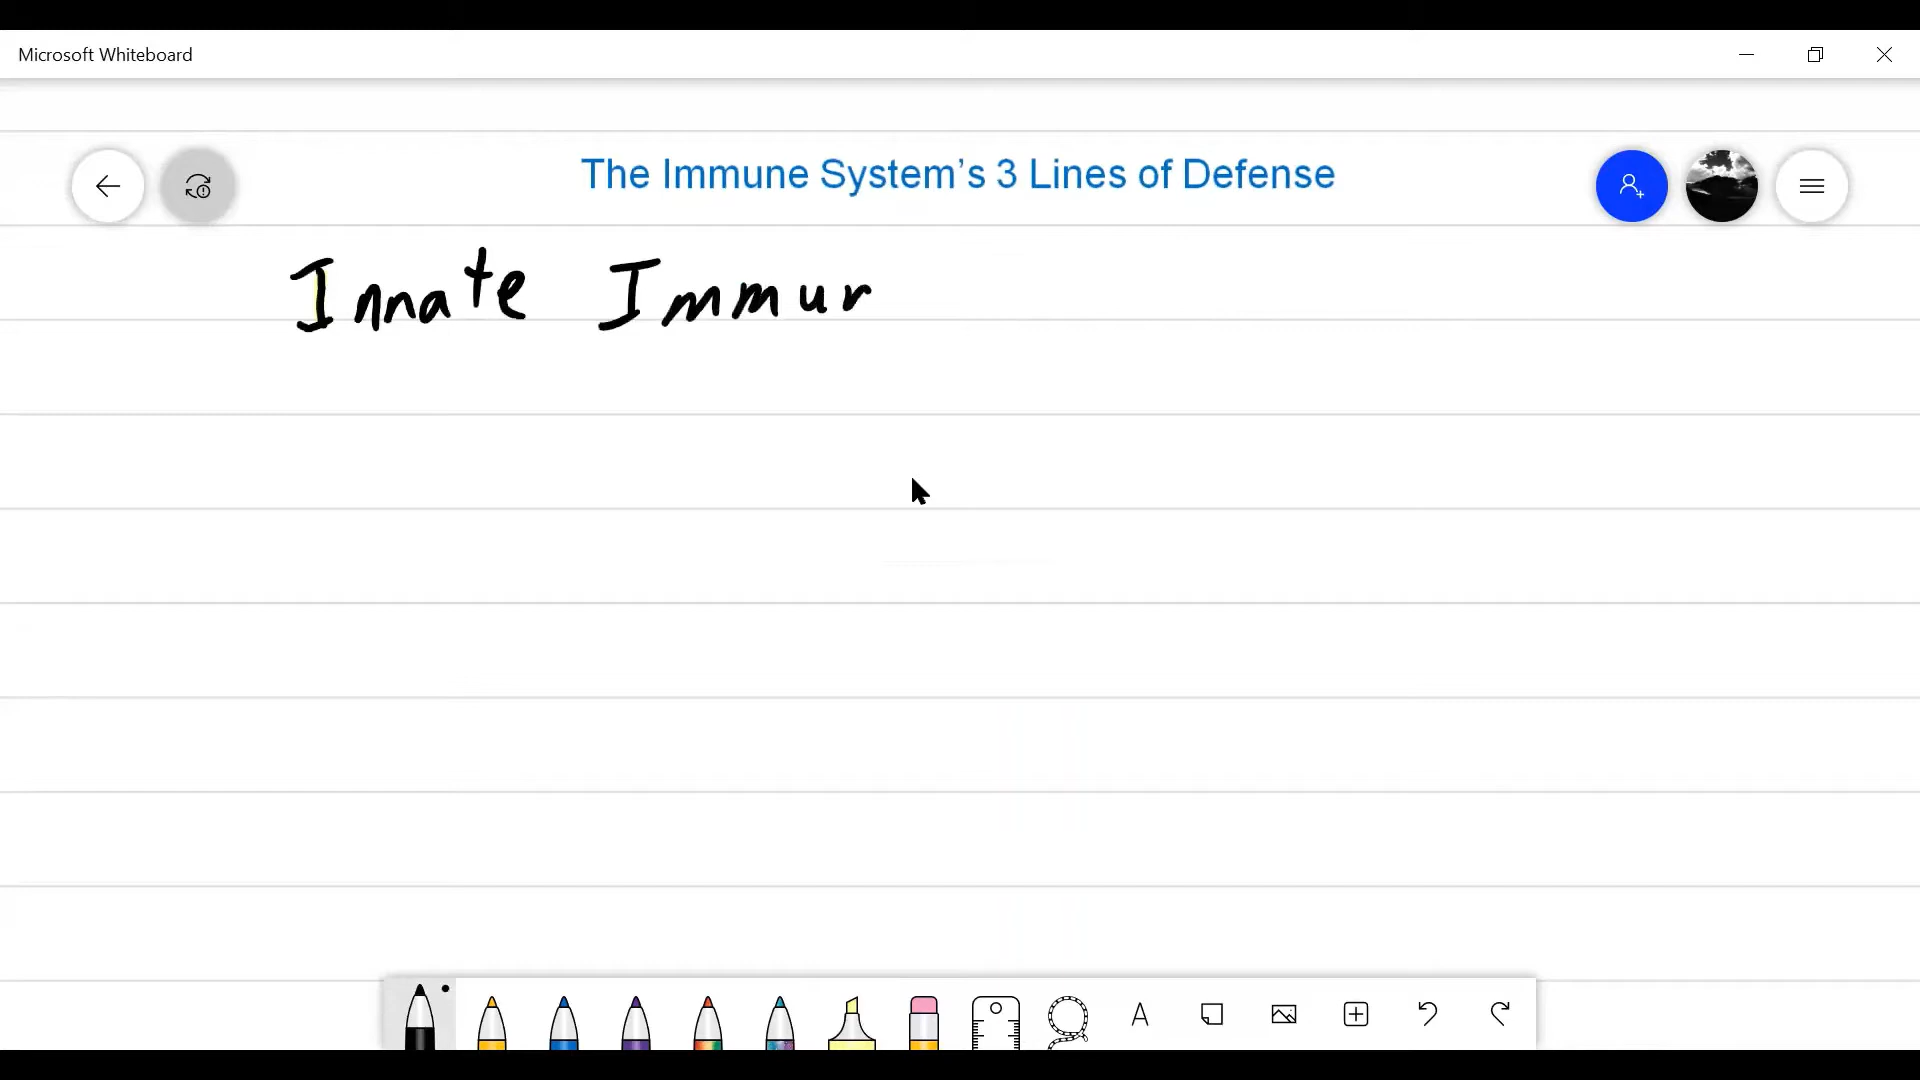 Microsoft Whiteboard
The Immune System's 3 Lines of Defense
Innate Immur